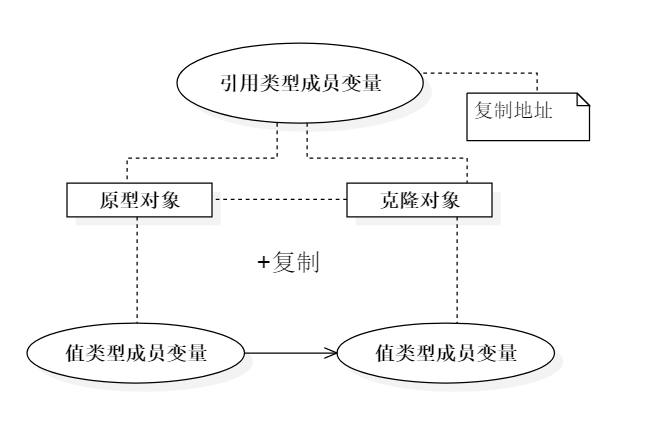 引用类型成员变量
复制地址
原型对象
克隆对象
+复制
值类型成员变量
值类型成员变量